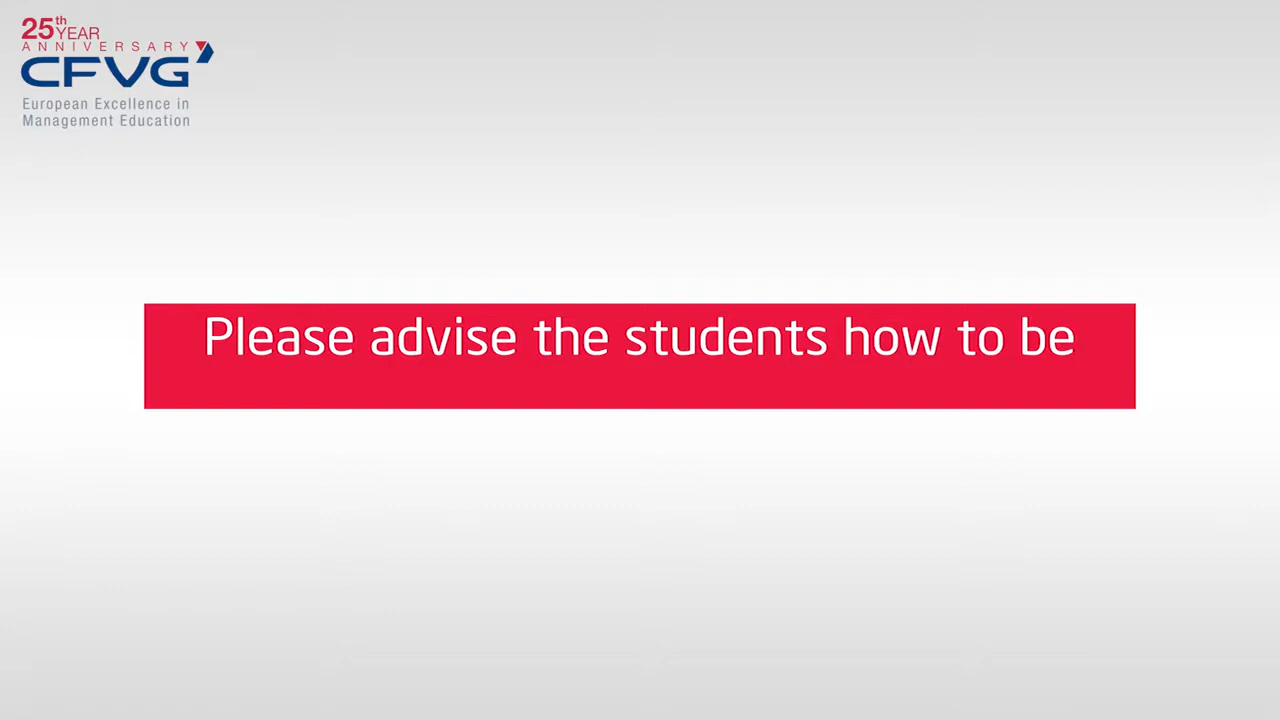 25th YEAR
ANNIVERSARY
CFVG
European Excellence in
Management Education
Please advise the students how to be